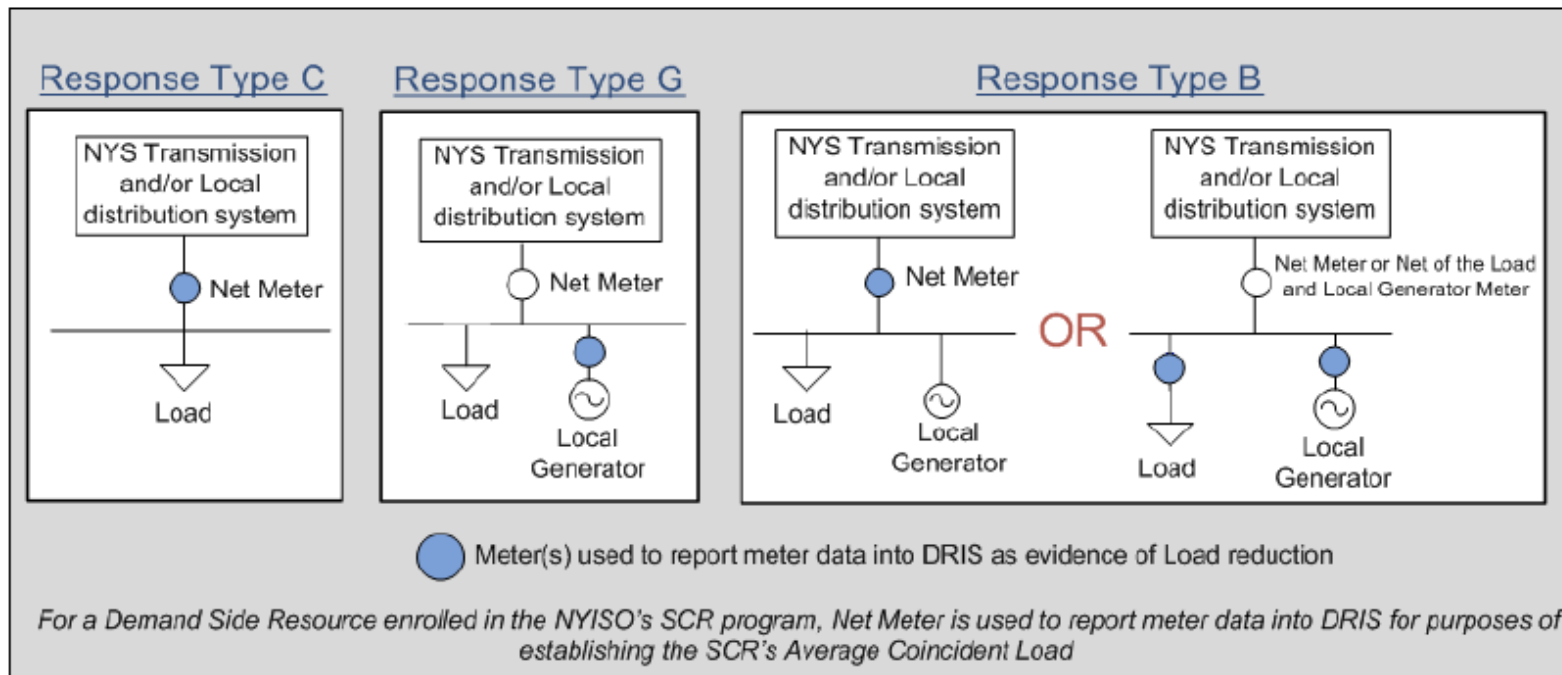 Response Type C
NYS Transmission
and/or Local
distribution system
Net Meter
Load
Response Type G
NYS Transmission
and/or Local
distribution system
Net Meter
Load
Local
Generator
Response Type B
NYS Transmission
and/or Local
distribution system
Net Meter
Load
Local
Generator
OR
NYS Transmission
and/or Local
distribution system
Net Meter or Net of the Load
and Local Generator Meter
Load
Local
Generator
Meter(s) used to report meter data into DRIS as evidence of Load reduction
For a Demand Side Resource enrolled in the NYISO's SCR program, Net Meter is used to report meter data into DRIS for purposes of
establishing the SCR's Average Coincident Load